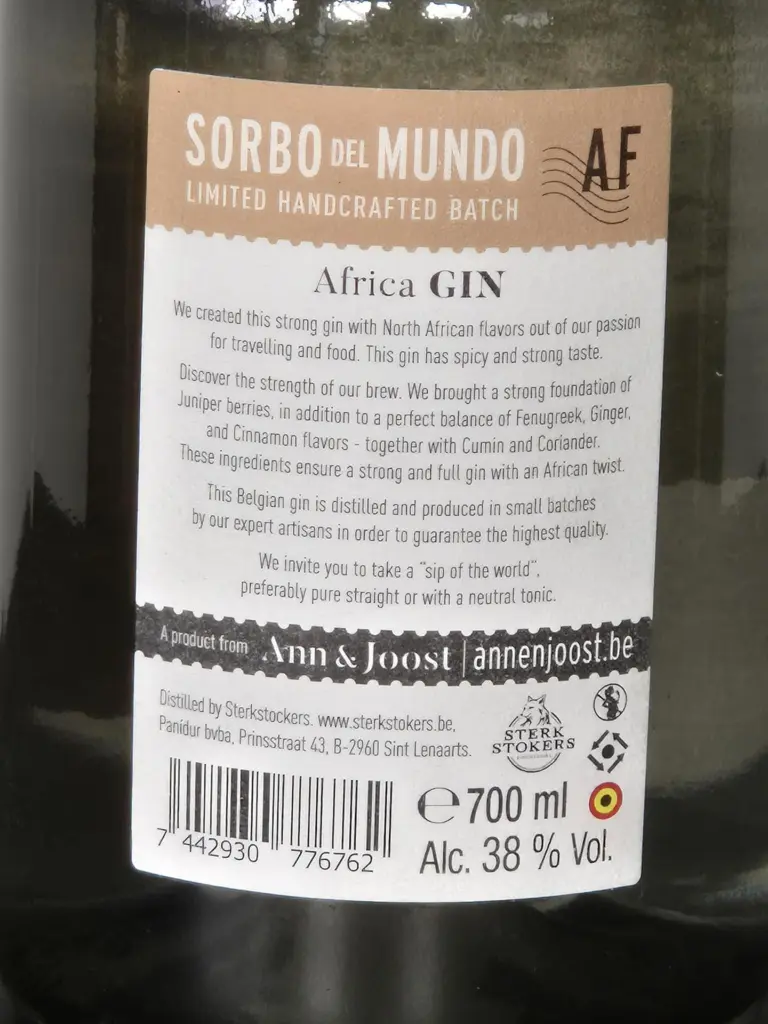 SORBO DEL MUNDO
LIMITED HANDCRAFTED BATCH
AF
Africa GIN
We created this strong gin with North African flavors out of our passion
for travelling and food. This gin has spicy and strong taste.
Discover the strength of our brew. We brought a strong foundation of
Juniper berries, in addition to a perfect balance of Fenugreek, Ginger,
and Cinnamon flavors - together with Cumin and Coriander.
These ingredients ensure a strong and full gin with an African twist.
This Belgian gin is distilled and produced in small batches
by our expert artisans in order to guarantee the highest quality.
We invite you to take a "sip of the world",
preferably pure straight or with a neutral tonic.
A product from Ann & Joost | annenjoost.be
Distilled by Sterkstockers. www.sterkstokers.be,
Panidur bvba, Prinsstraat 43, B-2960 Sint Lenaarts.
STERK
STOKERS
7 442930 776762
℮ 700 ml
Alc. 38 % Vol.